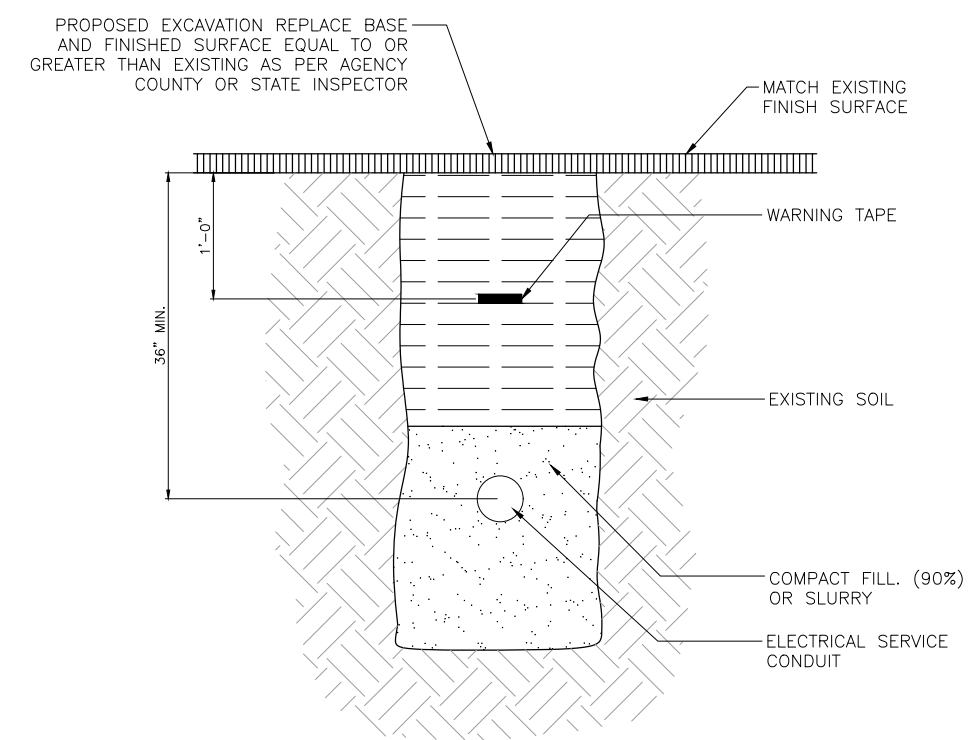 PROPOSED EXCAVATION REPLACE BASE
AND FINISHED SURFACE EQUAL TO OR
GREATER THAN EXISTING AS PER AGENCY
COUNTY OR STATE INSPECTOR
MATCH EXISTING
FINISH SURFACE
WARNING TAPE
1'-0"
36" MIN.
EXISTING SOIL
COMPACT FILL. (90%)
OR SLURRY
ELECTRICAL SERVICE
CONDUIT